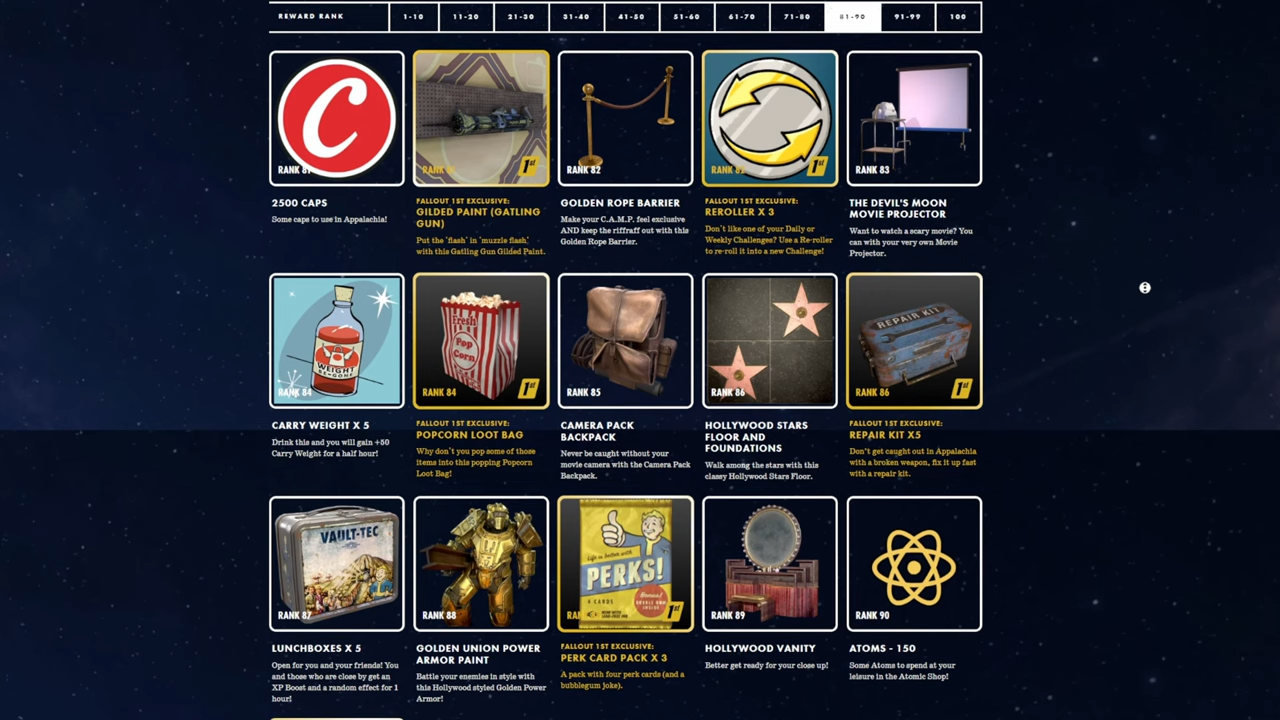 REWARD RANK 1-10 11-20 21-30 31-40 41-50 51-60 61-70 71-80 81-90 91-99 100
C
RANK 81
1st
RANK 82
1st
RANK 83
2500 CAPS
Some caps to use in Appalachia!
FALLOUT 1ST EXCLUSIVE:
GILDED PAINT (GATLING
GUN)
Put the 'flash' in 'muzzle flash'
with this Gatling Gun Gilded Paint.
GOLDEN ROPE BARRIER
Make your C.A.M.P. feel exclusive
AND keep the riffraff out with this
Golden Rope Barrier.
FALLOUT 1ST EXCLUSIVE:
REROLLER X 3
Don't like one of your Daily or
Weekly Challenges? Use a Re-roller
to re-roll it into a new Challenge!
THE DEVIL'S MOON
MOVIE PROJECTOR
Want to watch a scary movie? You
can with your very own Movie
Projector.
WEIGHT
BE-GONE
RANK 84
Fresh
Pop
Corn
RANK 84
1st
RANK 85
RANK 86
REPAIR KIT
RANK 86
1st
CARRY WEIGHT X 5
Drink this and you will gain +50
Carry Weight for a half hour!
FALLOUT 1ST EXCLUSIVE:
POPCORN LOOT BAG
Why don't you pop some of those
items into this popping Popcorn
Loot Bag!
CAMERA PACK
BACKPACK
Never be caught without your
movie camera with the Camera Pack
Backpack.
HOLLYWOOD STARS
FLOOR AND
FOUNDATIONS
Walk among the stars with this
classy Hollywood Stars Floor.
FALLOUT 1ST EXCLUSIVE:
REPAIR KIT X5
Don't get caught out in Appalachia
with a broken weapon, fix it up fast
with a repair kit.
VAULT-TEC
RANK 87
RANK 88
Life is better with
PERKS!
4 CARDS
Bonus!
1st
RANK 89
RANK 90
LUNCHBOXES X 5
Open for you and your friends! You
and those who are close by get an
XP Boost and a random effect for 1
hour!
GOLDEN UNION POWER
ARMOR PAINT
Battle your enemies in style with
this Hollywood styled Golden Power
Armor!
FALLOUT 1ST EXCLUSIVE:
PERK CARD PACK X 3
A pack with four perk cards (and a
bubblegum joke).
HOLLYWOOD VANITY
Better get ready for your close up!
ATOMS - 150
Some Atoms to spend at your
leisure in the Atomic Shop!